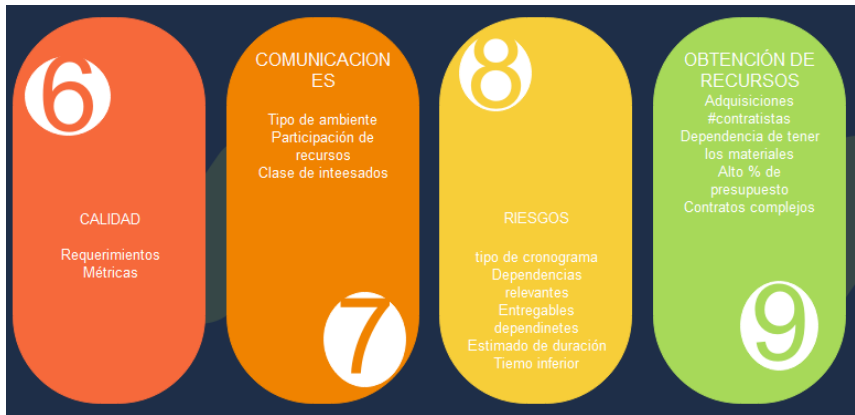 6
CALIDAD
Requerimientos
Métricas
COMUNICACION
ES
Tipo de ambiente
Participación de
recursos
Clase de inteesados
7
8
RIESGOS
tipo de cronograma
Dependencias
relevantes
Entregables
dependinetes
Estimado de duración
Tiemo inferior
OBTENCIÓN DE
RECURSOS
Adquisiciones
#contratistas
Dependencia de tener
los materiales
Alto % de
presupuesto
Contratos complejos
9